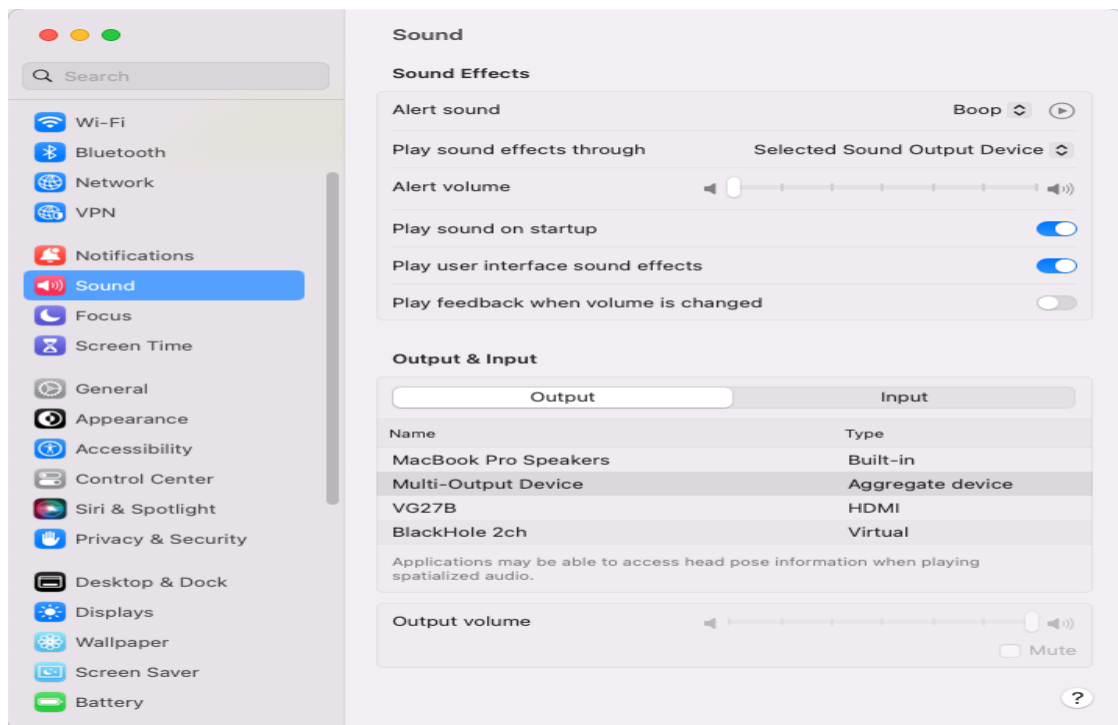 Search
Wi-Fi
Bluetooth
Network
VPN
Notifications
Sound
Focus
Screen Time
General
Appearance
Accessibility
Control Center
Siri & Spotlight
Privacy & Security
Desktop & Dock
Displays
Wallpaper
Screen Saver
Battery
Sound
Sound Effects
Alert sound Boop
Play sound effects through Selected Sound Output Device
Alert volume
Play sound on startup
Play user interface sound effects
Play feedback when volume is changed
Output & Input
Output Input
Name Type
MacBook Pro Speakers Built-in
Multi-Output Device Aggregate device
VG27B HDMI
BlackHole 2ch Virtual
Applications may be able to access head pose information when playing
spatialized audio.
Output volume
Mute
?